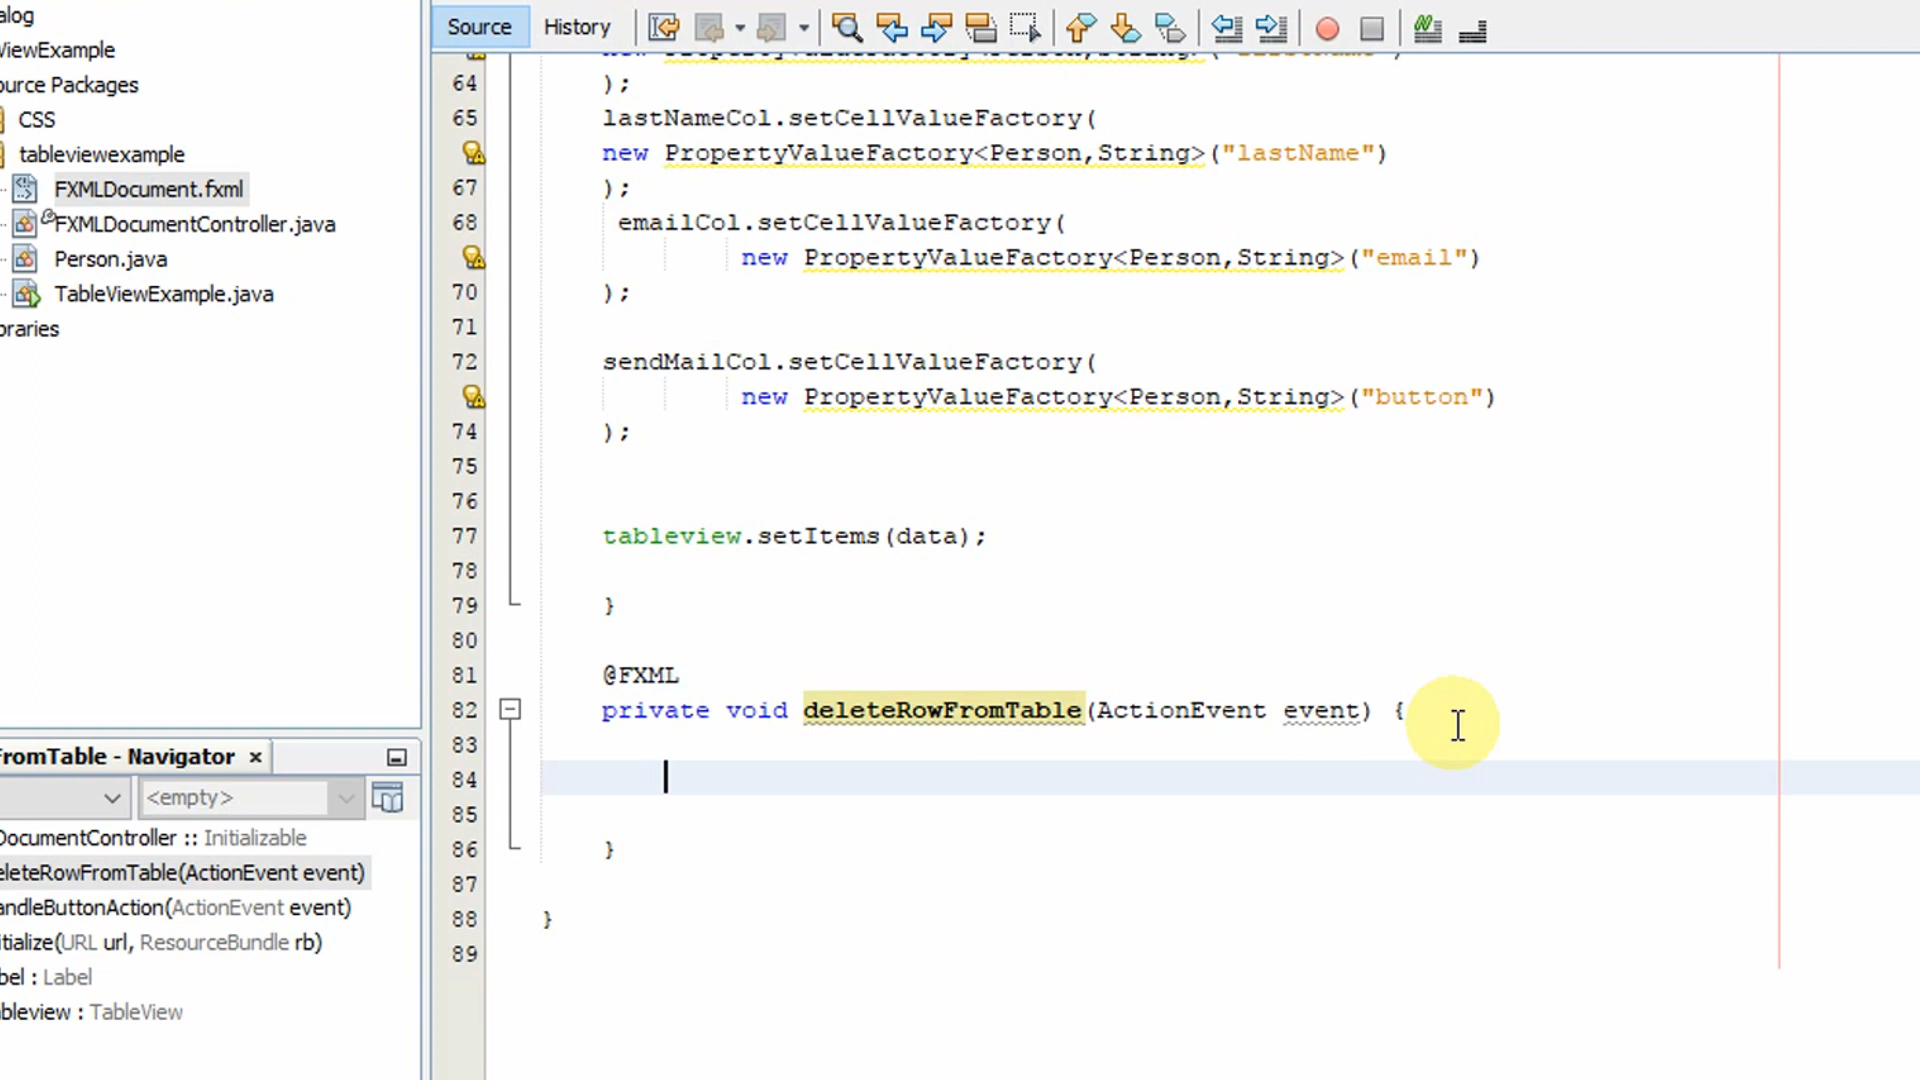 alog
ViewExample
ource Packages
CSS
tableviewexample
FXMLDocument.fxml
FXMLDocumentController.java
Person.java
TableViewExample.java
braries
FromTable - Navigator ×
<empty>
DocumentController :: Initializable
eleteRowFromTable(ActionEvent event)
andleButtonAction(ActionEvent event)
itialize(URL url, ResourceBundle rb)
bel : Label
ableview : TableView
Source History
64 );
65 lastNameCol.setCellValueFactory(
new PropertyValueFactory<Person,String>("lastName")
67 );
68 emailCol.setCellValueFactory(
new PropertyValueFactory<Person,String>("email")
70 );
71
72 sendMailCol.setCellValueFactory(
new PropertyValueFactory<Person,String>("button")
74 );
75
76
77 tableview.setItems(data);
78
79 }
80
81 @FXML
82 private void deleteRowFromTable(ActionEvent event) {
83
84
85
86 }
87
88 }
89